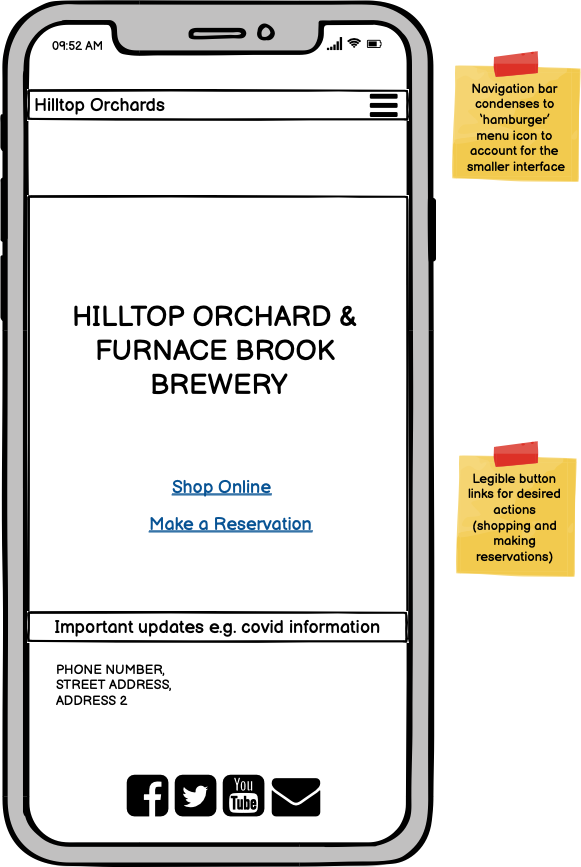 09:52 AM
Hilltop Orchards
Navigation bar
condenses to
‘hamburger’
menu icon to
account for the
smaller interface
HILLTOP ORCHARD &
FURNACE BROOK
BREWERY
Shop Online
Make a Reservation
Legible button
links for desired
actions
(shopping and
making
reservations)
Important updates e.g. covid information
PHONE NUMBER,
STREET ADDRESS,
ADDRESS 2
You
Tube